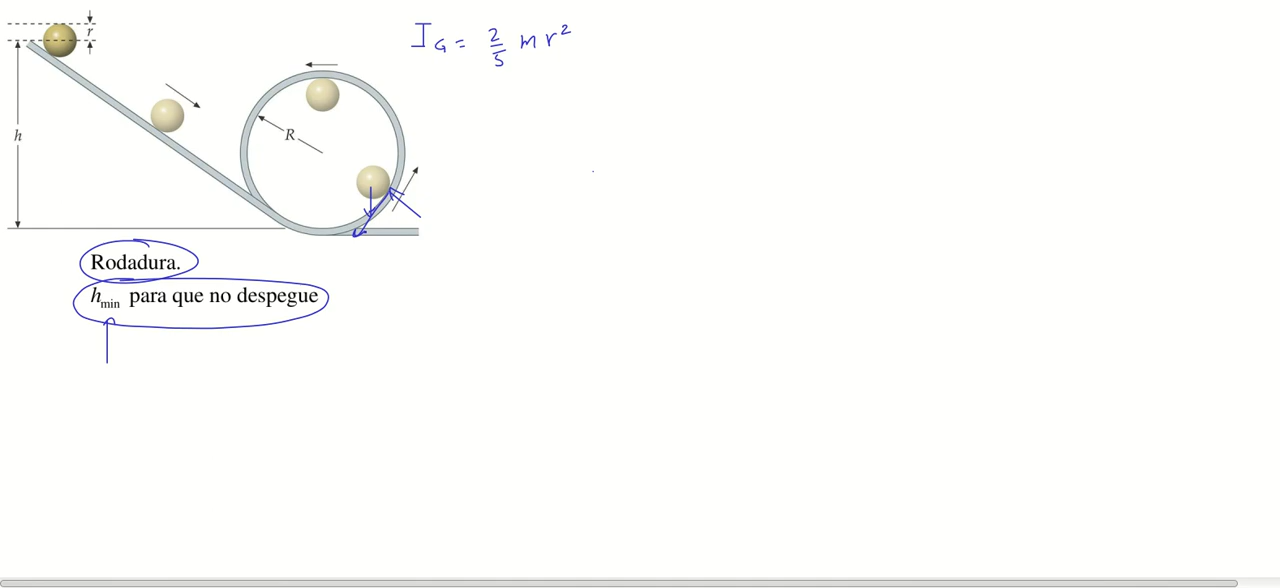 r
I_G = 2/5 m r²
h
R
Rodadura.
h_min para que no despegue